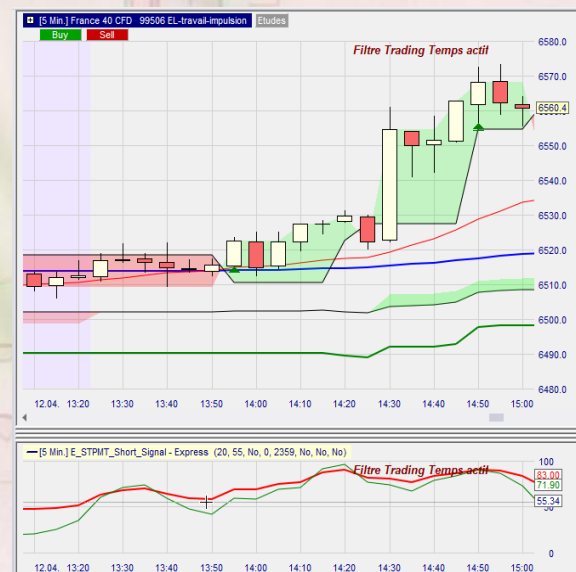 [5 Min.] France 40 CFD 99506 EL-travail-impulsion Etudes
Buy Sell
Filtre Trading Temps actif
6580.0
6570.0
6560.4
6550.0
6540.0
6530.0
6520.0
6510.0
6500.0
6490.0
6480.0
12.04. 13:20 13:30 13:40 13:50 14:00 14:10 14:20 14:30 14:40 14:50 15:00
[5 Min.] E_STPMT_Short_Signal - Express (20, 55, No, 0, 2359, No, No, No)
Filtre Trading Temps actif
100
83.00
71.90
55.34
0
12.04. 13:20 13:30 13:40 13:50 14:00 14:10 14:20 14:30 14:40 14:50 15:00